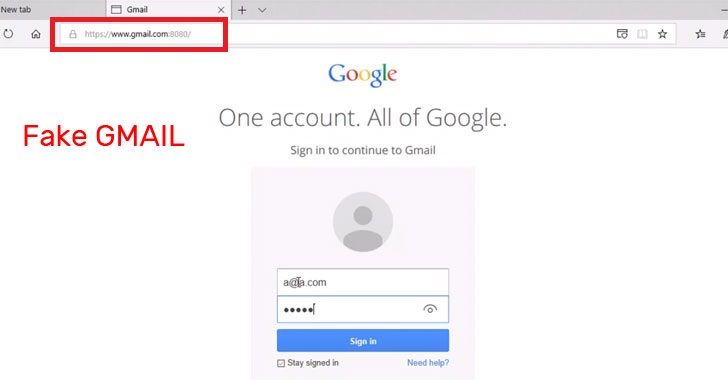 New tab
Gmail
https://www.gmail.com:8080/
Google
One account. All of Google.
Fake GMAIL
Sign in to continue to Gmail
a@a.com
•••••
Sign in
Stay signed in
Need help?